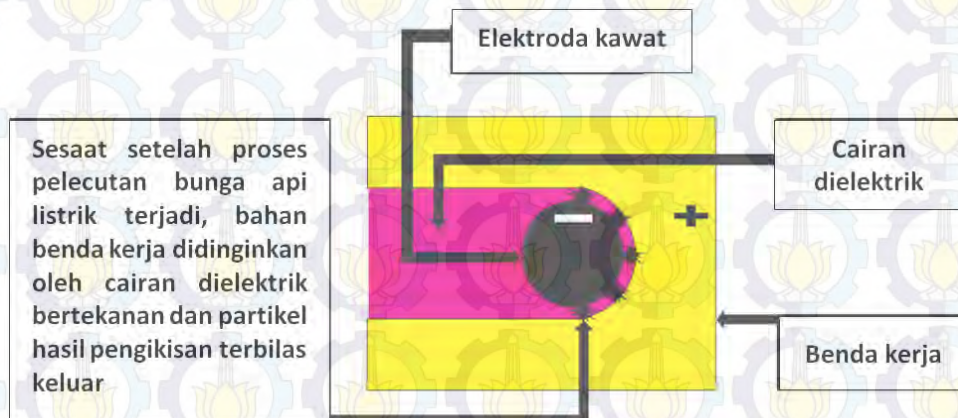 Elektroda kawat
Sesaat setelah proses
pelecutan bunga api
listrik terjadi, bahan
benda kerja didinginkan
oleh cairan dielektrik
bertekanan dan partikel
hasil pengikisan terbilas
keluar
Cairan
dielektrik
Benda kerja